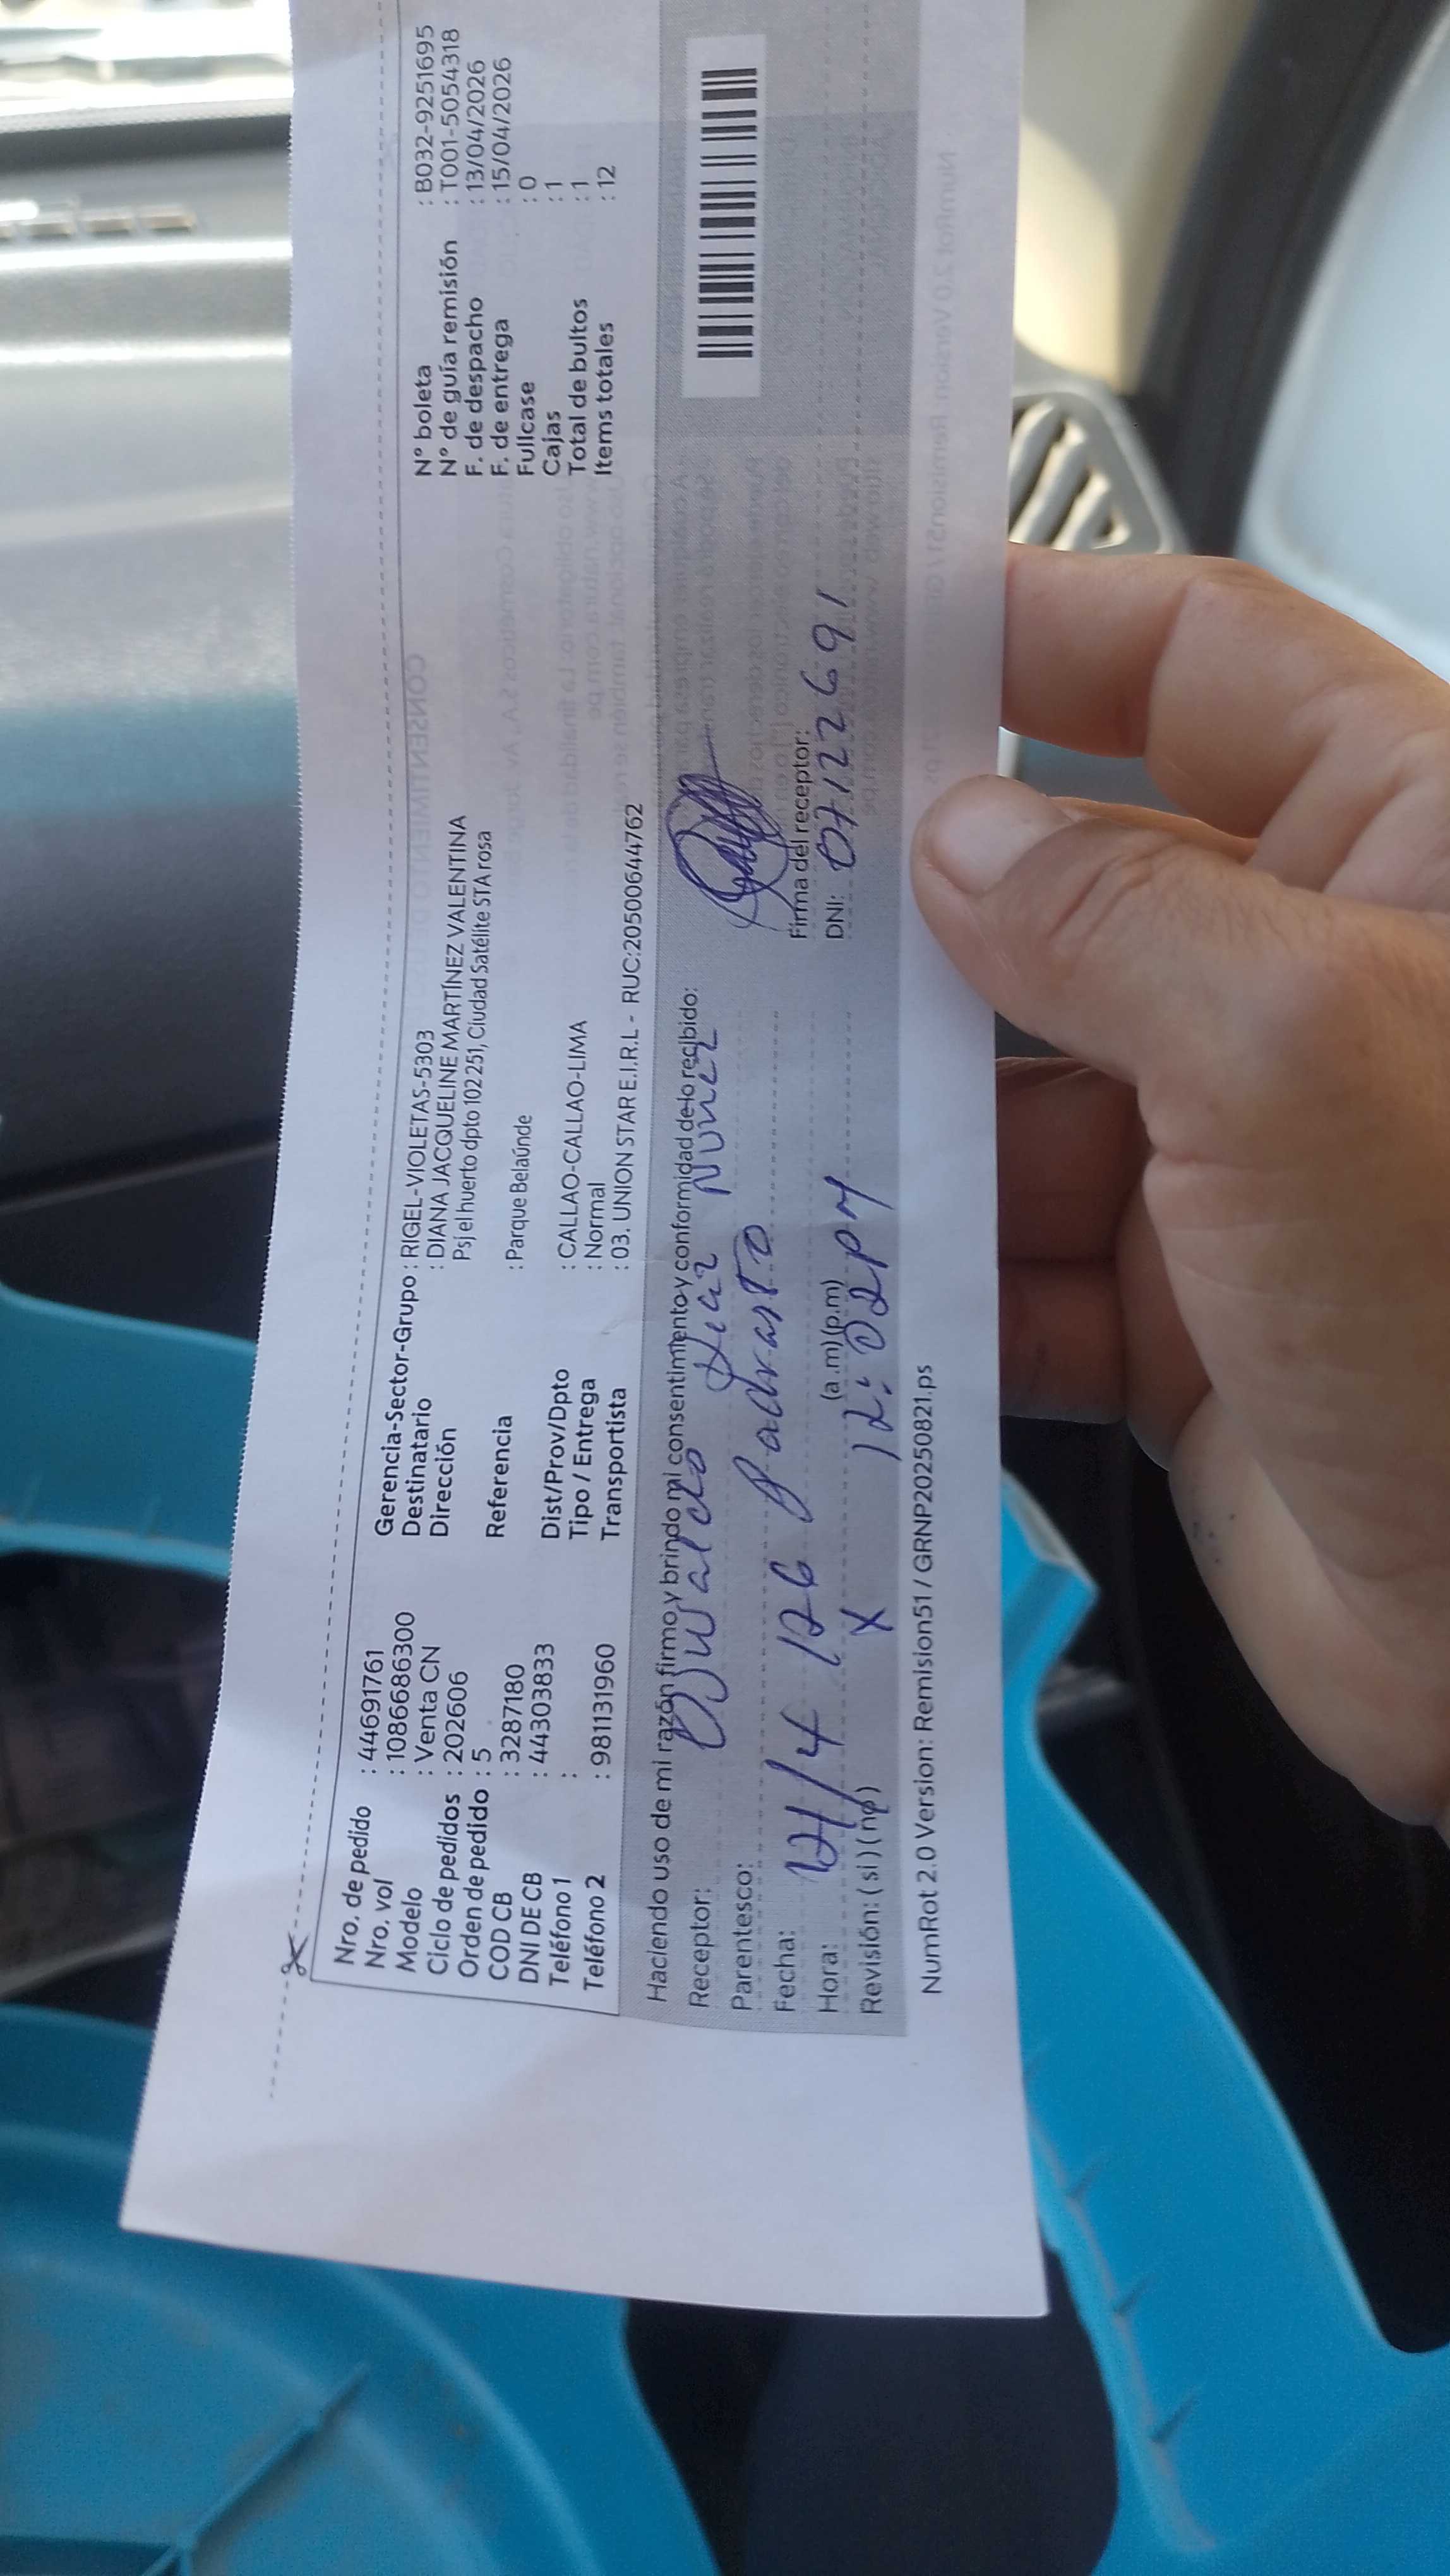 Nro. de pedido : 44691761
Nro. vol : 1086686300
Modelo : Venta CN
Ciclo de pedidos : 202606
Orden de pedido : 5
COD CB : 3287180
DNI DE CB : 44303833
Teléfono 1 :
Teléfono 2 : 981131960
Gerencia-Sector-Grupo : RIGEL-VIOLETAS-5303
Destinatario : DIANA JACQUELINE MARTÍNEZ VALENTINA
Dirección Psj el huerto dpto 102 251, Ciudad Satélite STA rosa
Referencia : Parque Belaúnde
Dist/Prov/Dpto : CALLAO-CALLAO-LIMA
Tipo / Entrega : Normal
Transportista : 03. UNION STAR E.I.R.L - RUC:20500644762
N° boleta : B032-9251695
N° de guía remisión : T001-5054318
F. de despacho : 13/04/2026
F. de entrega : 15/04/2026
Fullcase : 0
Cajas : 1
Total de bultos : 1
Items totales : 12
Haciendo uso de mi razón firmo y brindo mi consentimiento y conformidad de lo recibido:
Receptor: Oswaldo Diaz Nuñez
Parentesco: Padrasto
Fecha: /4/26
Hora: (a.m)(p.m) 12:02 PM
Revisión: (si) (no) X
Firma del receptor:
DNI: 07122691
NumRot 2.0 Version: Remision51 / GRNP20250821.ps